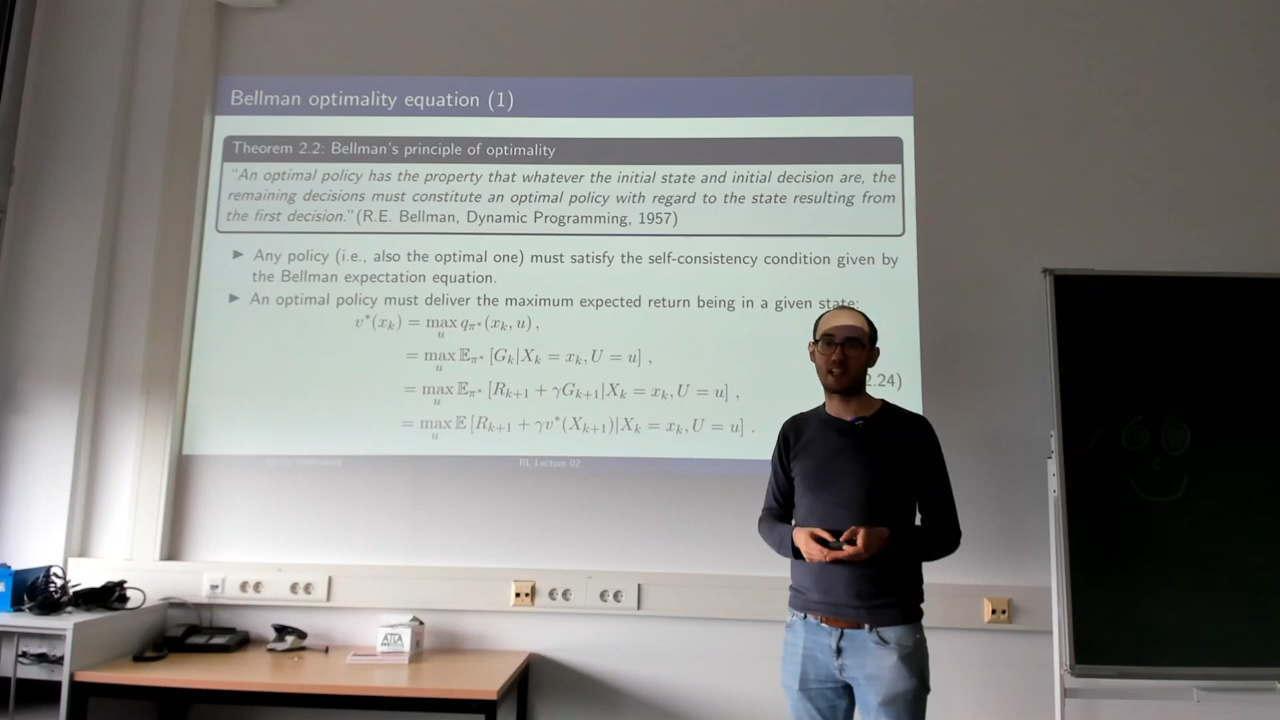 Bellman optimality equation (1)
Theorem 2.2: Bellman's principle of optimality
"An optimal policy has the property that whatever the initial state and initial decision are, the
remaining decisions must constitute an optimal policy with regard to the state resulting from
the first decision." (R.E. Bellman, Dynamic Programming, 1957)
▶ Any policy (i.e., also the optimal one) must satisfy the self-consistency condition given by
the Bellman expectation equation.
▶ An optimal policy must deliver the maximum expected return being in a given state:
v*(x_k) = max_u q_π*(x_k, u) ,
= max_u 𝔼_π* [G_k|X_k = x_k, U = u] ,
= max_u 𝔼_π* [R_{k+1} + γG_{k+1}|X_k = x_k, U = u] ,
2.24)
= max_u 𝔼 [R_{k+1} + γv*(X_{k+1})|X_k = x_k, U = u] .
RL Lecture 02
ATLA